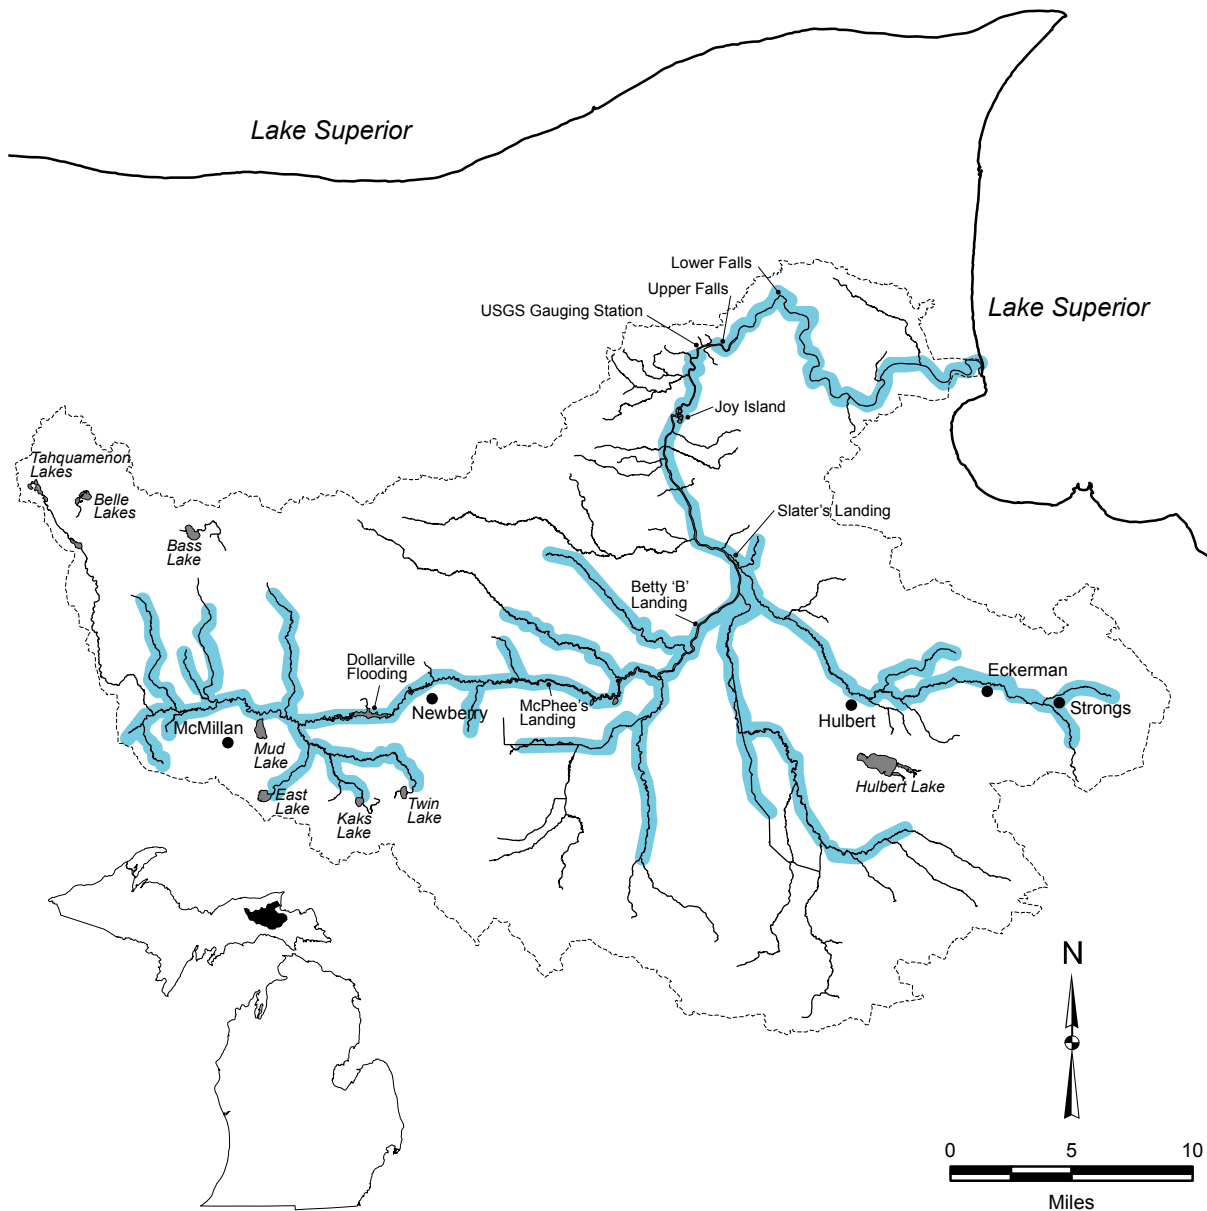 Lake Superior
Lower Falls
Upper Falls
USGS Gauging Station
Lake Superior
Joy Island
Tahquamenon
Lakes
Belle
Lakes
Bass
Lake
Slater's Landing
Betty 'B'
Landing
Dollarville
Flooding
Eckerman
McPhee's
Landing
Newberry
Hulbert
Strongs
McMillan
Mud
Lake
Hulbert Lake
East
Lake
Kaks
Lake
Twin
Lake
N
0 5 10
Miles